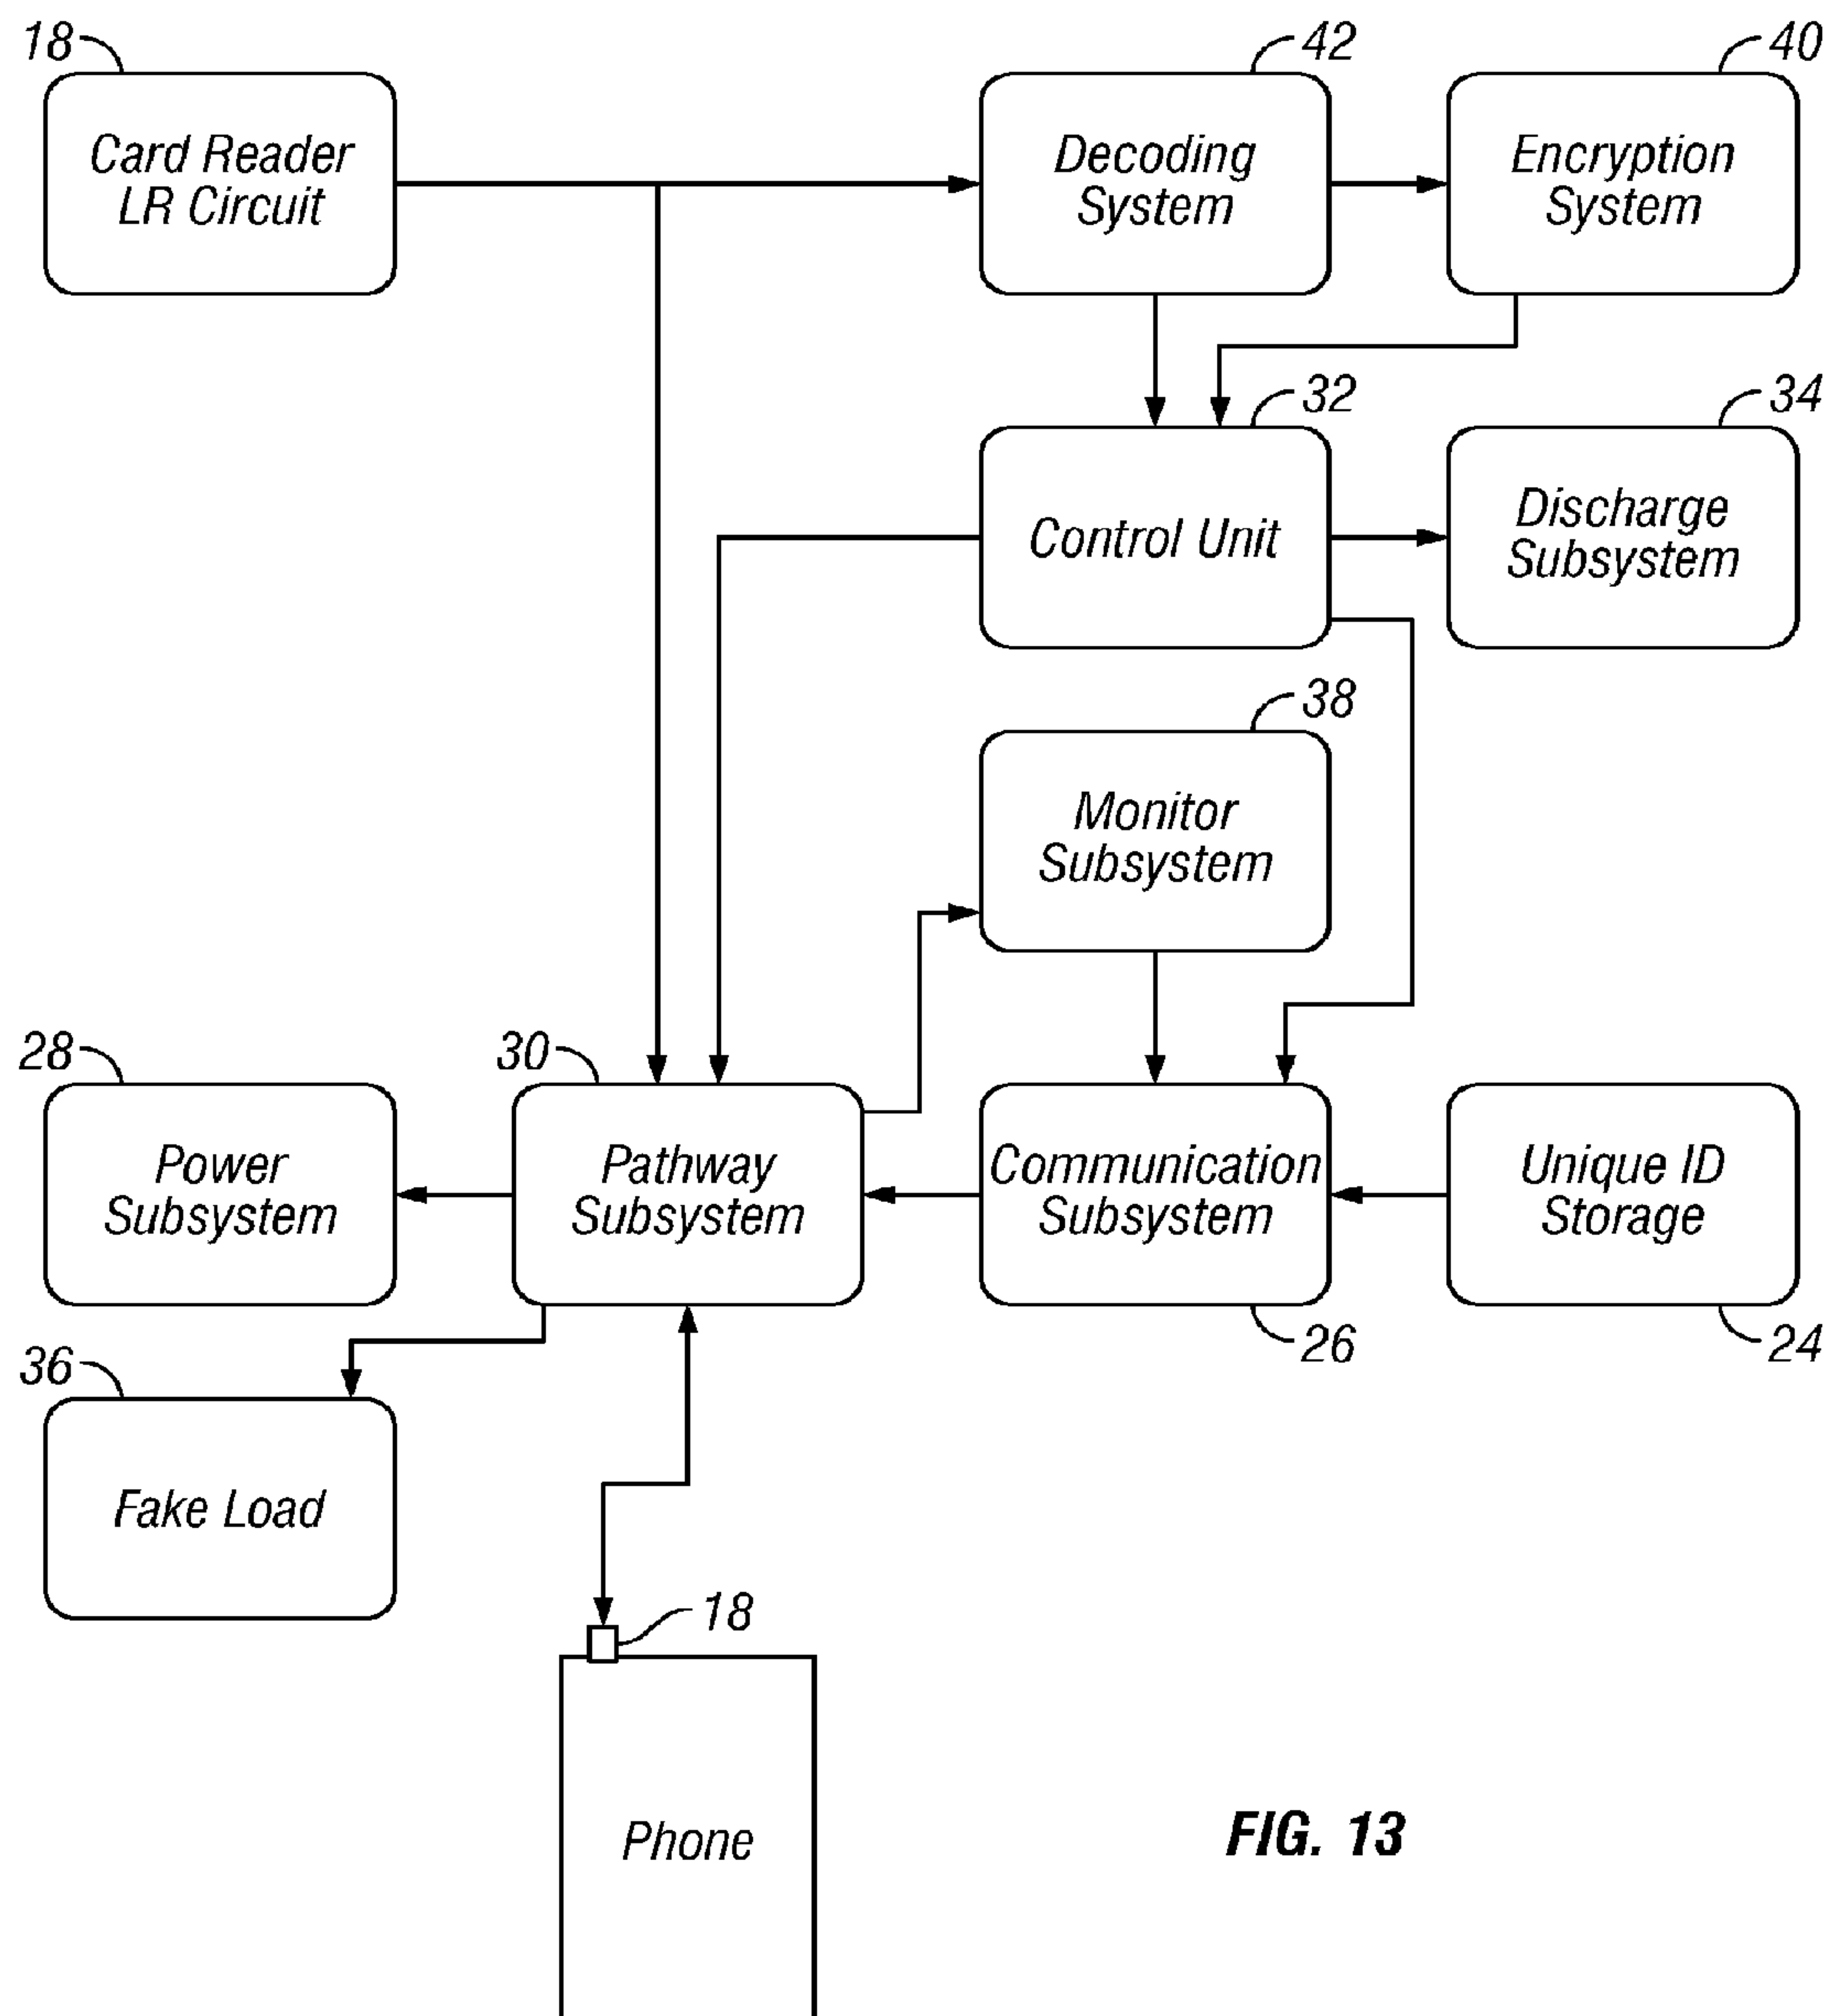 18
42
40
Card Reader
LR Circuit
Decoding
System
Encryption
System
32
34
Control Unit
Discharge
Subsystem
38
Monitor
Subsystem
28
30
Power
Subsystem
Pathway
Subsystem
Communication
Subsystem
Unique ID
Storage
26
24
36
Fake Load
18
Phone
FIG. 13